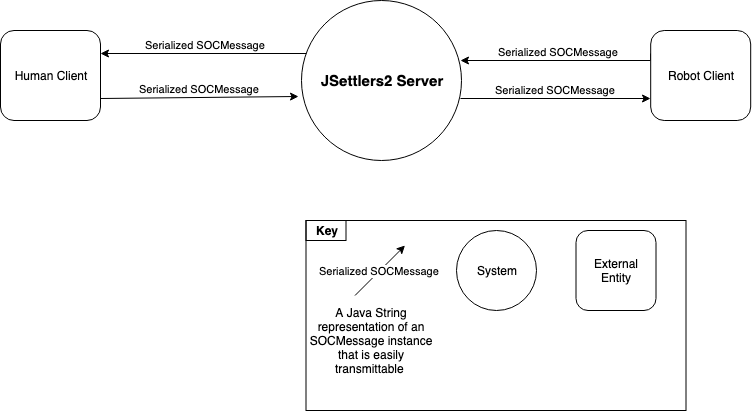 Serialized SOCMessage
Serialized SOCMessage
Human Client
JSettlers2 Server
Robot Client
Serialized SOCMessage
Serialized SOCMessage
Key
Serialized SOCMessage
System
External
Entity
A Java String
representation of an
SOCMessage instance
that is easily
transmittable